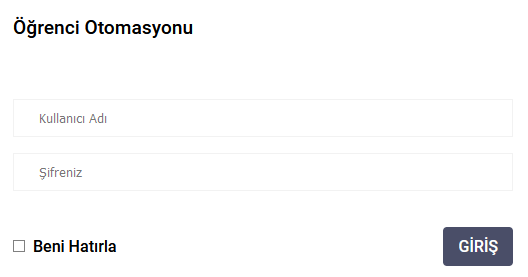 Öğrenci Otomasyonu
Kullanıcı Adı
Şifreniz
Beni Hatırla
GİRİŞ